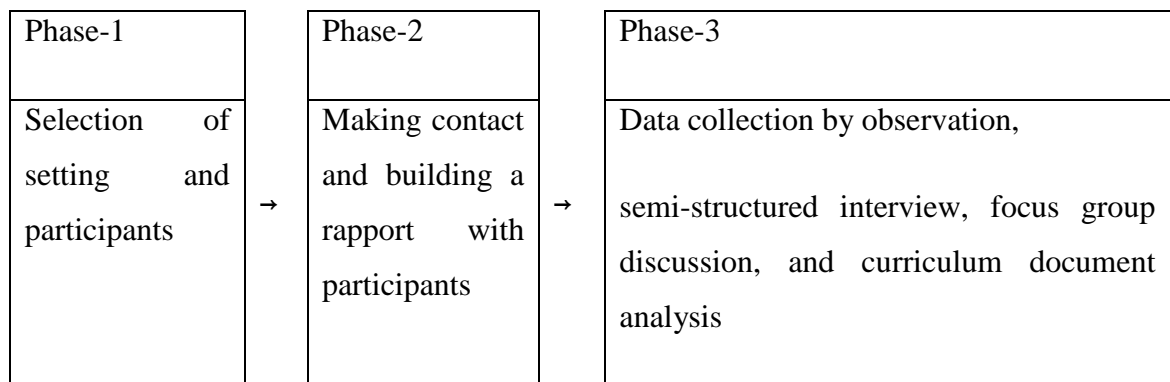 Phase-1
Selection of
setting and
participants
→
Phase-2
Making contact
and building a
rapport with
participants
→
Phase-3
Data collection by observation,
semi-structured interview, focus group
discussion, and curriculum document
analysis